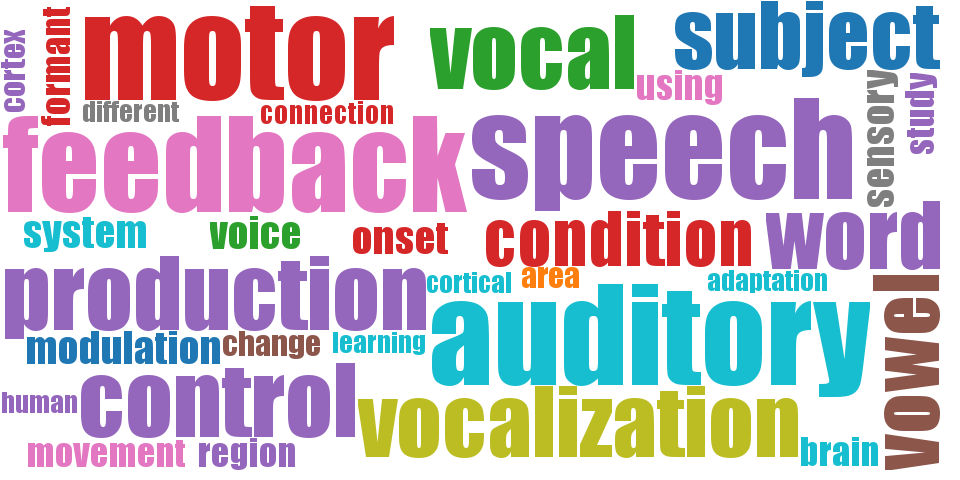 cortex
formant
motor
vocal
subject
using
different
connection
sensory
study
feedback
speech
system
voice
onset
condition
word
production
cortical
area
adaptation
vowel
modulation
change
learning
auditory
human
control
vocalization
movement
region
brain